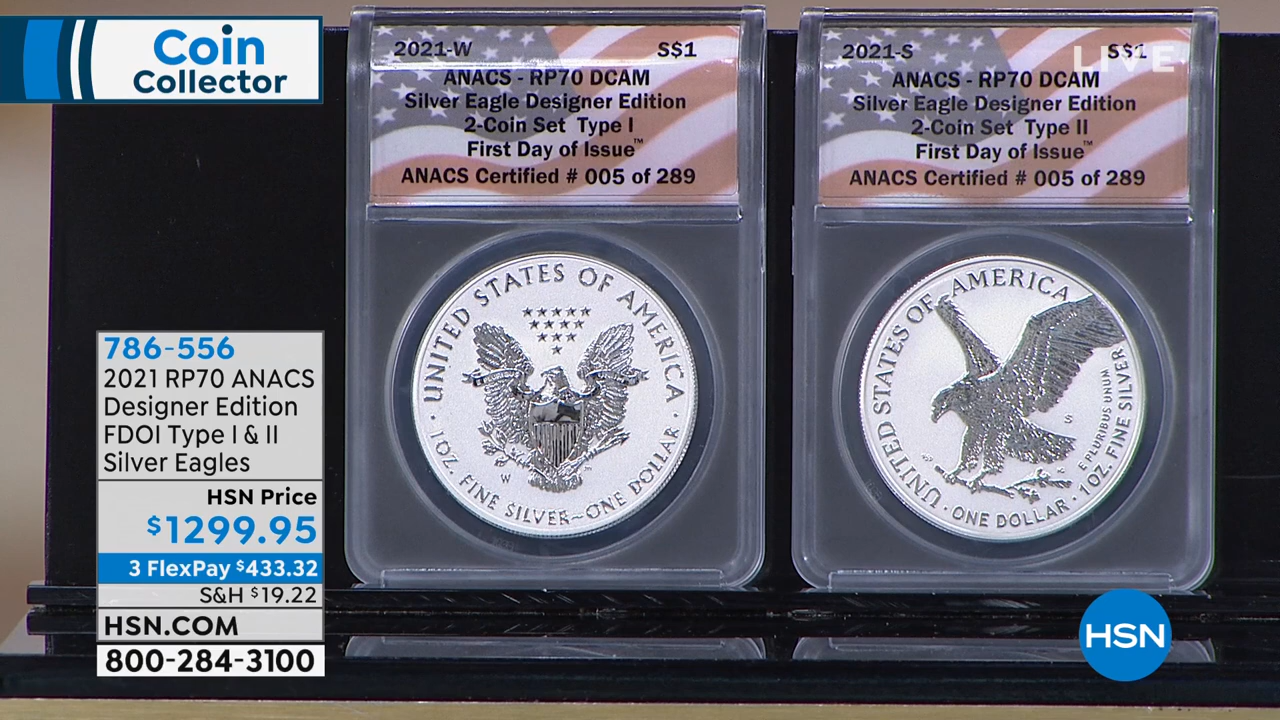 Coin
Collector
LIVE
2021-W S$1
ANACS - RP70 DCAM
Silver Eagle Designer Edition
2-Coin Set Type I
First Day of Issue™
ANACS Certified # 005 of 289
2021-S S$1
ANACS - RP70 DCAM
Silver Eagle Designer Edition
2-Coin Set Type II
First Day of Issue™
ANACS Certified # 005 of 289
UNITED STATES OF AMERICA
W
1 OZ. FINE SILVER~ONE DOLLAR
UNITED STATES OF AMERICA
S
E PLURIBUS UNUM
1 OZ. FINE SILVER
ONE DOLLAR
786-556
2021 RP70 ANACS
Designer Edition
FDOI Type I & II
Silver Eagles
HSN Price
$1299.95
3 FlexPay $433.32
S&H $19.22
HSN.COM
800-284-3100
HSN